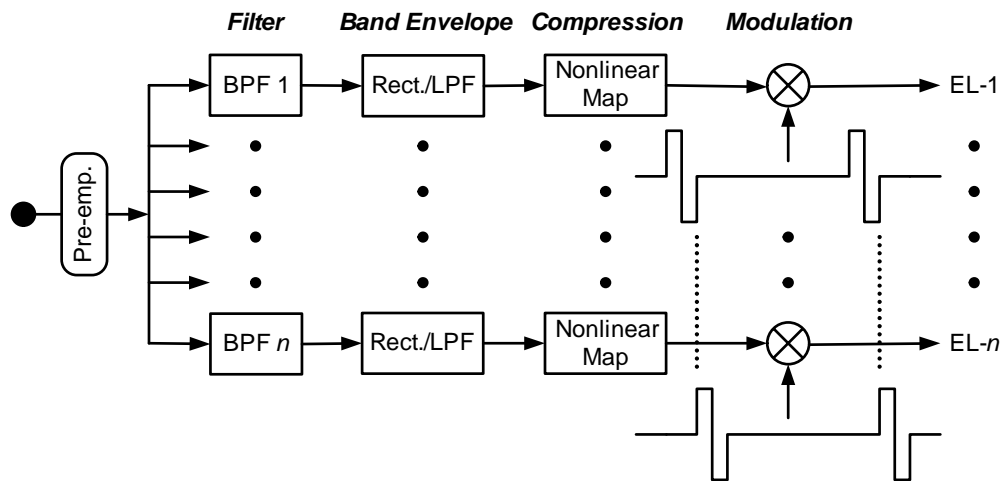 Filter Band Envelope Compression Modulation
BPF 1 Rect./LPF Nonlinear Map EL-1
Pre-emp.
BPF n Rect./LPF Nonlinear Map EL-n